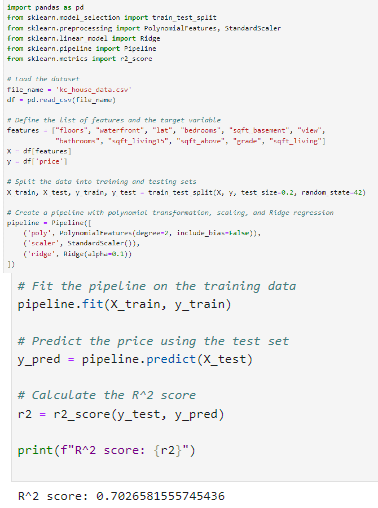 import pandas as pd
from sklearn.model_selection import train_test_split
from sklearn.preprocessing import PolynomialFeatures, StandardScaler
from sklearn.linear_model import Ridge
from sklearn.pipeline import Pipeline
from sklearn.metrics import r2_score
# Load the dataset
file_name = 'kc_house_data.csv'
df = pd.read_csv(file_name)
# Define the list of features and the target variable
features = ["floors", "waterfront", "lat", "bedrooms", "sqft_basement", "view",
"bathrooms", "sqft_living15", "sqft_above", "grade", "sqft_living"]
X = df[features]
y = df['price']
# Split the data into training and testing sets
X_train, X_test, y_train, y_test = train_test_split(X, y, test_size=0.2, random_state=42)
# Create a pipeline with polynomial transformation, scaling, and Ridge regression
pipeline = Pipeline([
('poly', PolynomialFeatures(degree=2, include_bias=False)),
('scaler', StandardScaler()),
('ridge', Ridge(alpha=0.1))
])
# Fit the pipeline on the training data
pipeline.fit(X_train, y_train)
# Predict the price using the test set
y_pred = pipeline.predict(X_test)
# Calculate the R^2 score
r2 = r2_score(y_test, y_pred)
print(f"R^2 score: {r2}")
R^2 score: 0.7026581555745436